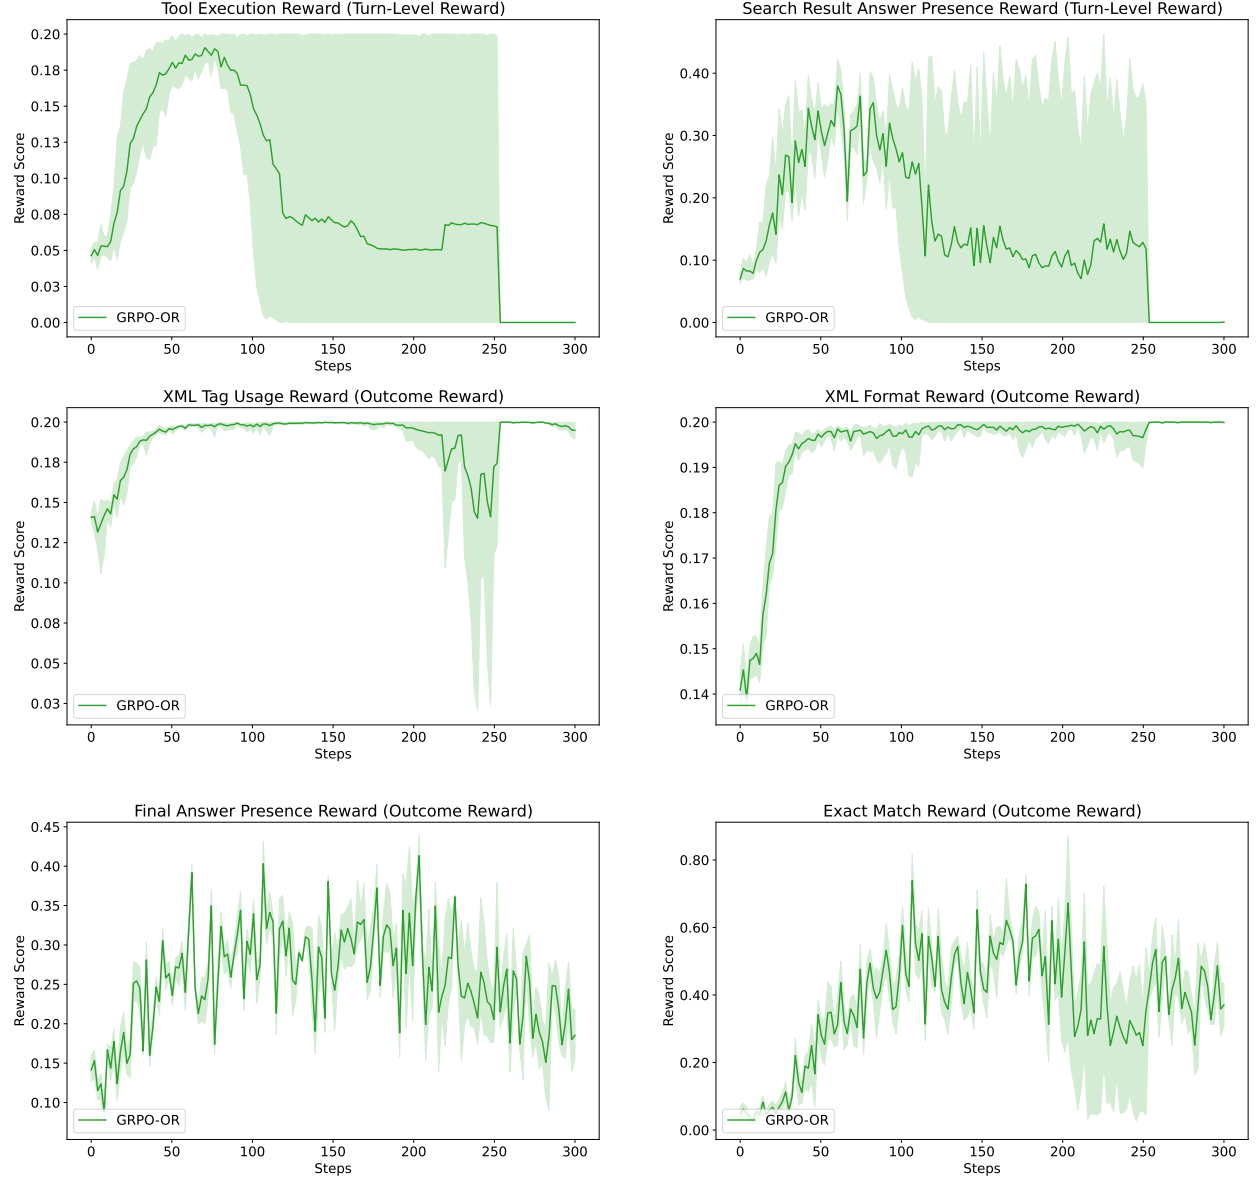 Tool Execution Reward (Turn-Level Reward)
Reward Score
0.20
0.18
0.15
0.13
0.10
0.08
0.05
0.03
0.00
GRPO-OR
0 50 100 150 200 250 300
Steps
Search Result Answer Presence Reward (Turn-Level Reward)
Reward Score
0.40
0.30
0.20
0.10
0.00
GRPO-OR
0 50 100 150 200 250 300
Steps
XML Tag Usage Reward (Outcome Reward)
Reward Score
0.20
0.18
0.15
0.12
0.10
0.08
0.05
0.03
GRPO-OR
0 50 100 150 200 250 300
Steps
XML Format Reward (Outcome Reward)
Reward Score
0.20
0.19
0.18
0.17
0.16
0.15
0.14
GRPO-OR
0 50 100 150 200 250 300
Steps
Final Answer Presence Reward (Outcome Reward)
Reward Score
0.45
0.40
0.35
0.30
0.25
0.20
0.15
0.10
GRPO-OR
0 50 100 150 200 250 300
Steps
Exact Match Reward (Outcome Reward)
Reward Score
0.80
0.60
0.40
0.20
0.00
GRPO-OR
0 50 100 150 200 250 300
Steps